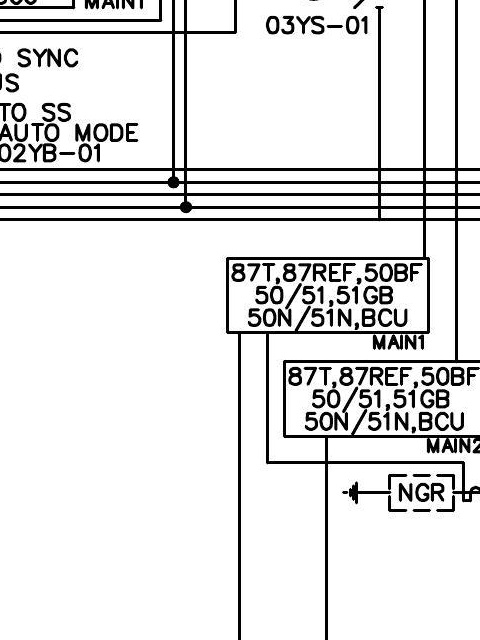 MAIN1
03YS-01
SYNC
TO SS
AUTO MODE
02YB-01
87T,87REF,50BF
50/51,51GB
50N/51N,BCU
MAIN1
87T,87REF,50BF
50/51,51GB
50N/51N,BCU
MAIN2
NGR